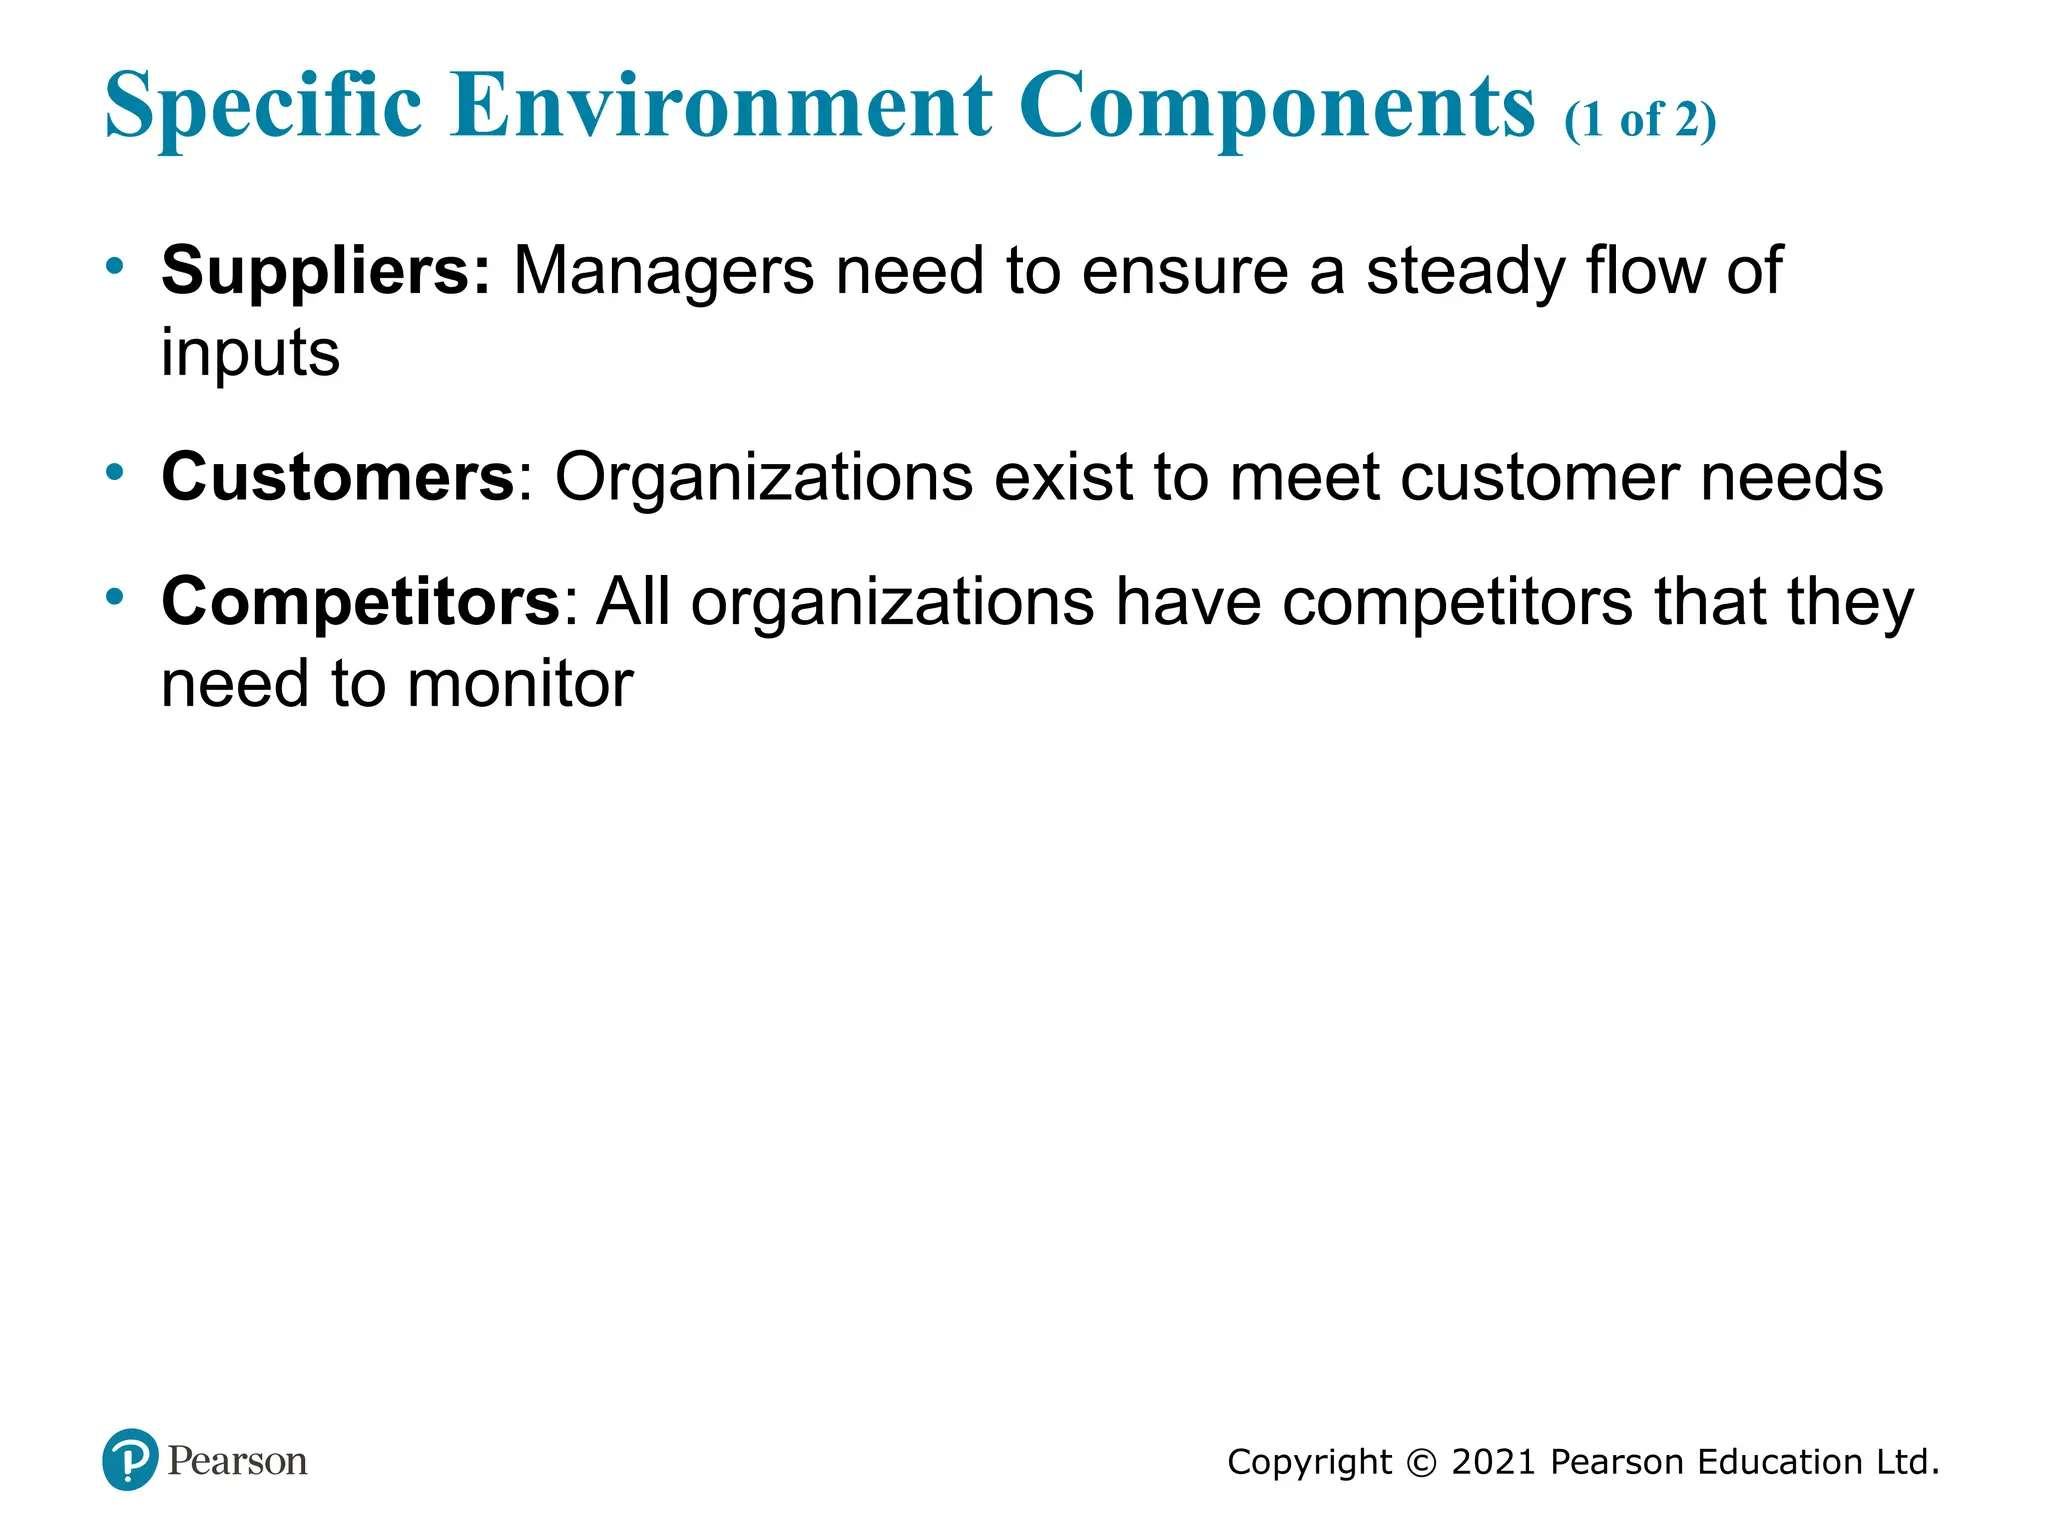 Specific Environment Components (1 of 2)
• Suppliers: Managers need to ensure a steady flow of
inputs
• Customers: Organizations exist to meet customer needs
• Competitors: All organizations have competitors that they
need to monitor
Pearson
Copyright © 2021 Pearson Education Ltd.